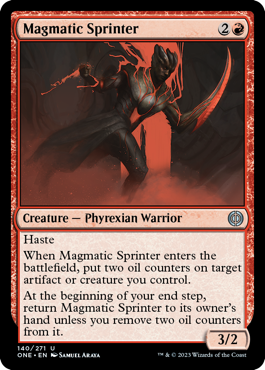 Magmatic Sprinter 2
Creature — Phyrexian Warrior
Haste
When Magmatic Sprinter enters the
battlefield, put two oil counters on target
artifact or creature you control.
At the beginning of your end step,
return Magmatic Sprinter to its owner's
hand unless you remove two oil counters
from it.
3/2
140/271 U
ONE • EN SAMUEL ARAYA ™ & © 2023 Wizards of the Coast